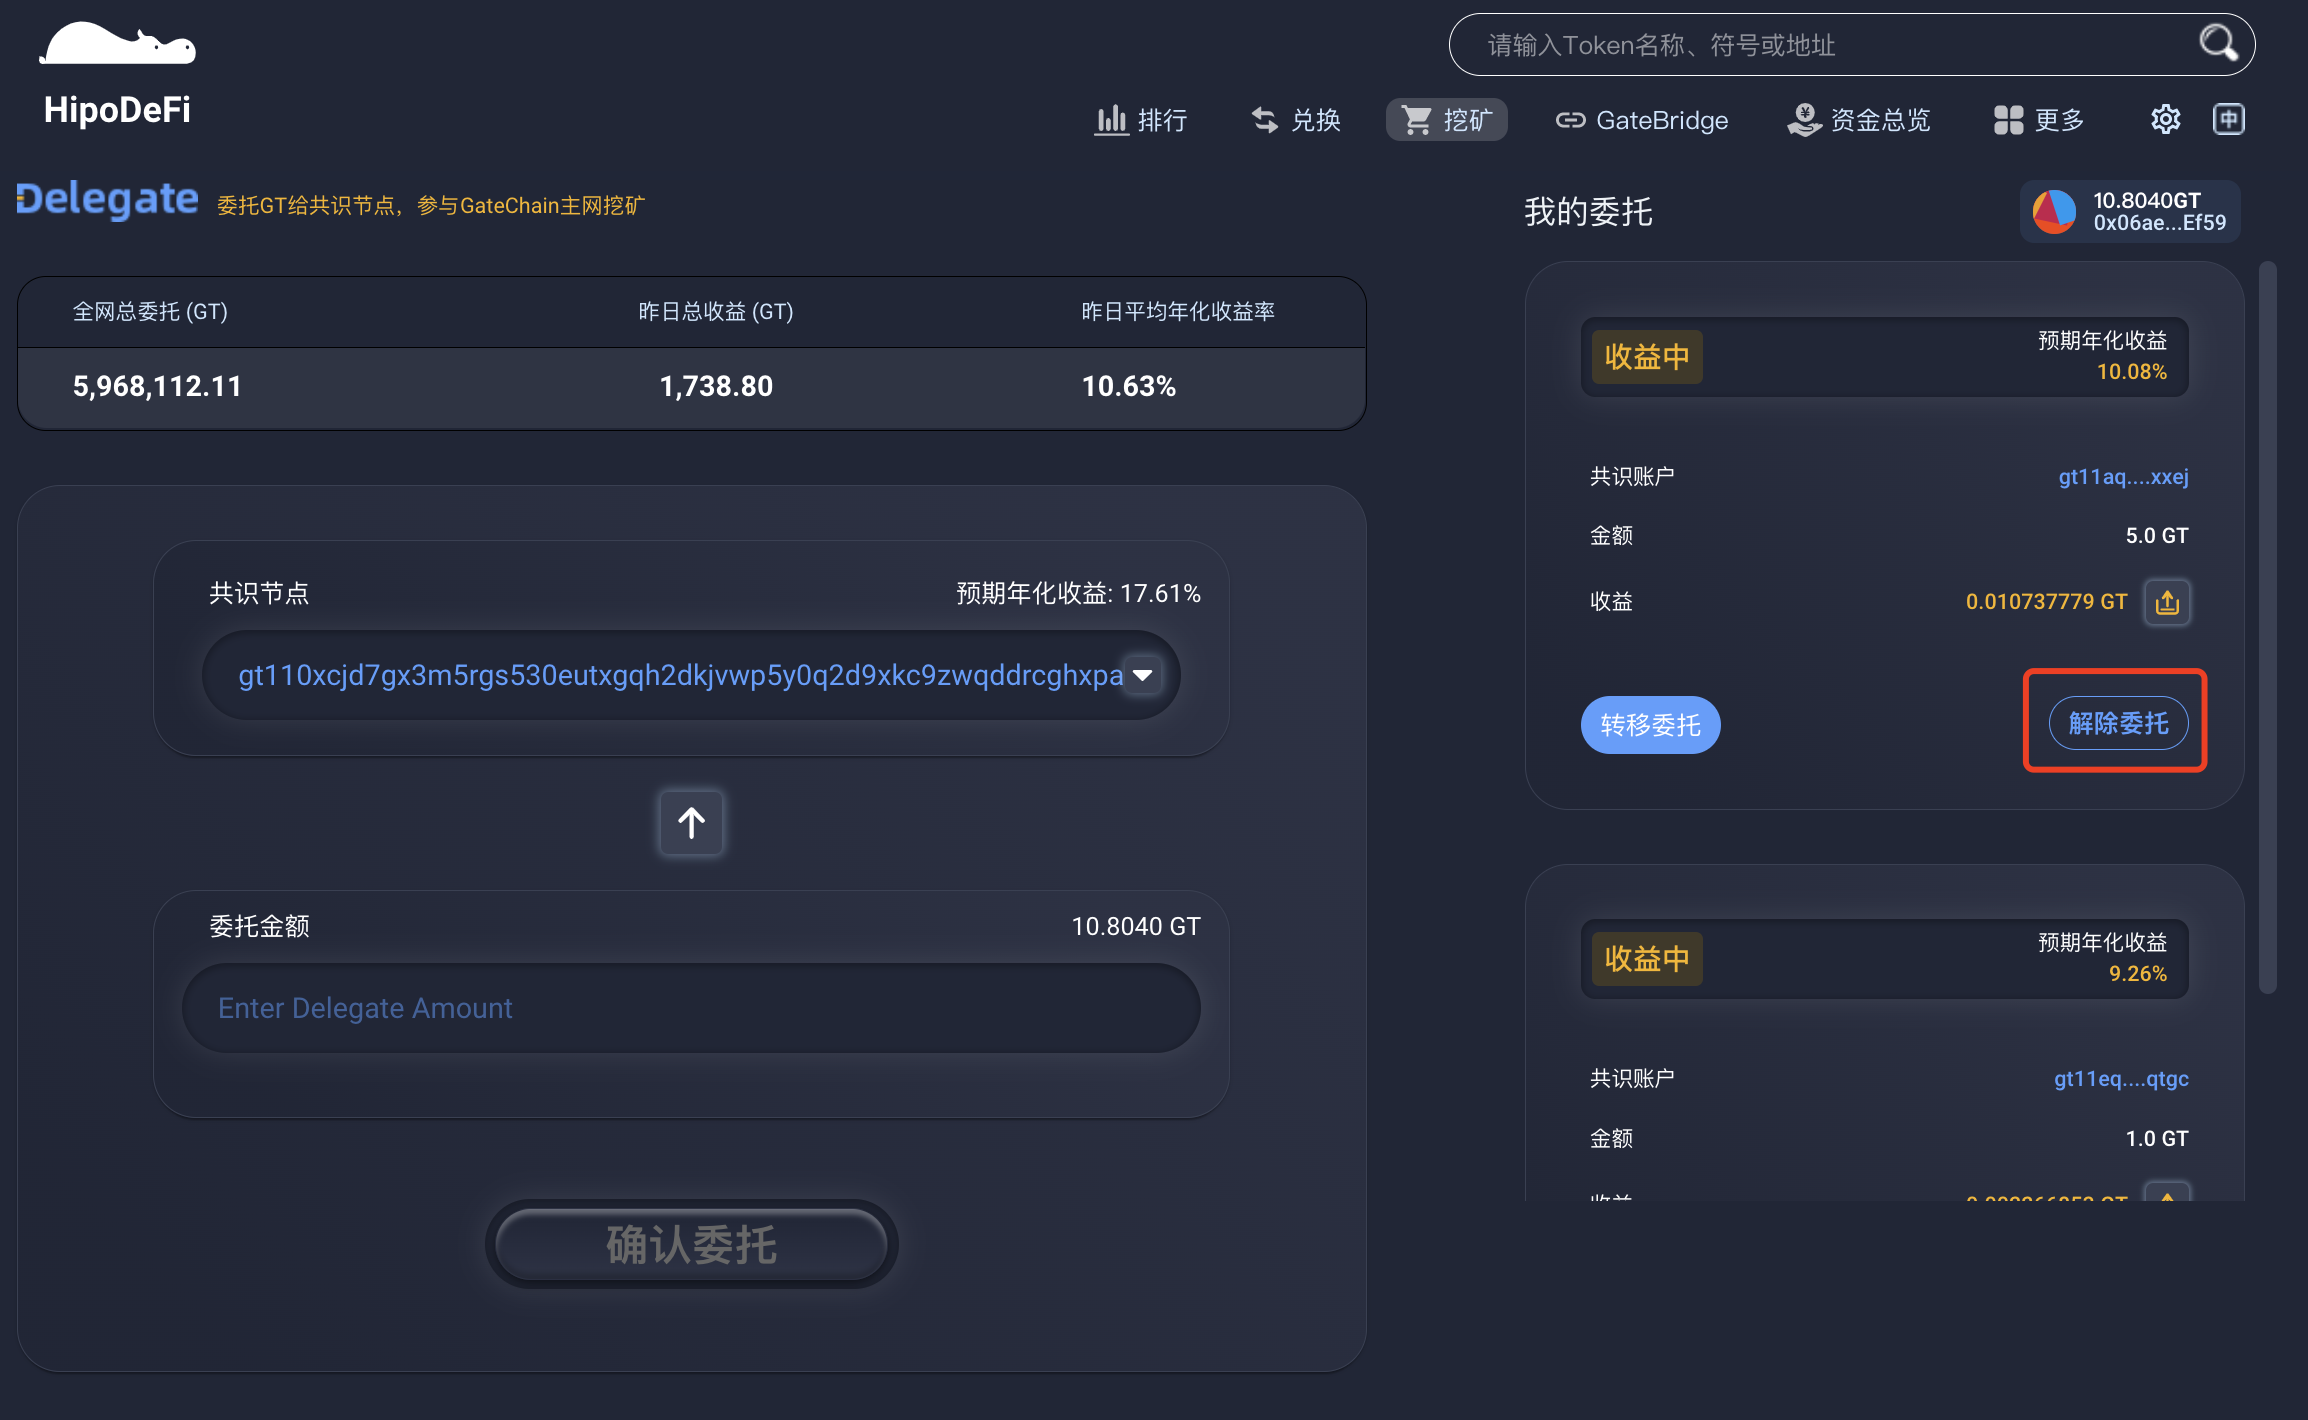 HipoDeFi
请输入Token名称、符号或地址
排行
兑换
挖矿
GateBridge
资金总览
更多
中
Delegate
委托GT给共识节点，参与GateChain主网挖矿
全网总委托 (GT)
昨日总收益 (GT)
昨日平均年化收益率
5,968,112.11
1,738.80
10.63%
共识节点
预期年化收益: 17.61%
gt110xcjd7gx3m5rgs530eutxgqh2dkjvwp5y0q2d9xkc9zwqddrcghxpa
委托金额
10.8040 GT
Enter Delegate Amount
确认委托
我的委托
10.8040GT
0x06ae...Ef59
收益中
预期年化收益
10.08%
共识账户
gt11aq....xxej
金额
5.0 GT
收益
0.010737779 GT
转移委托
解除委托
收益中
预期年化收益
9.26%
共识账户
gt11eq....qtgc
金额
1.0 GT
收益